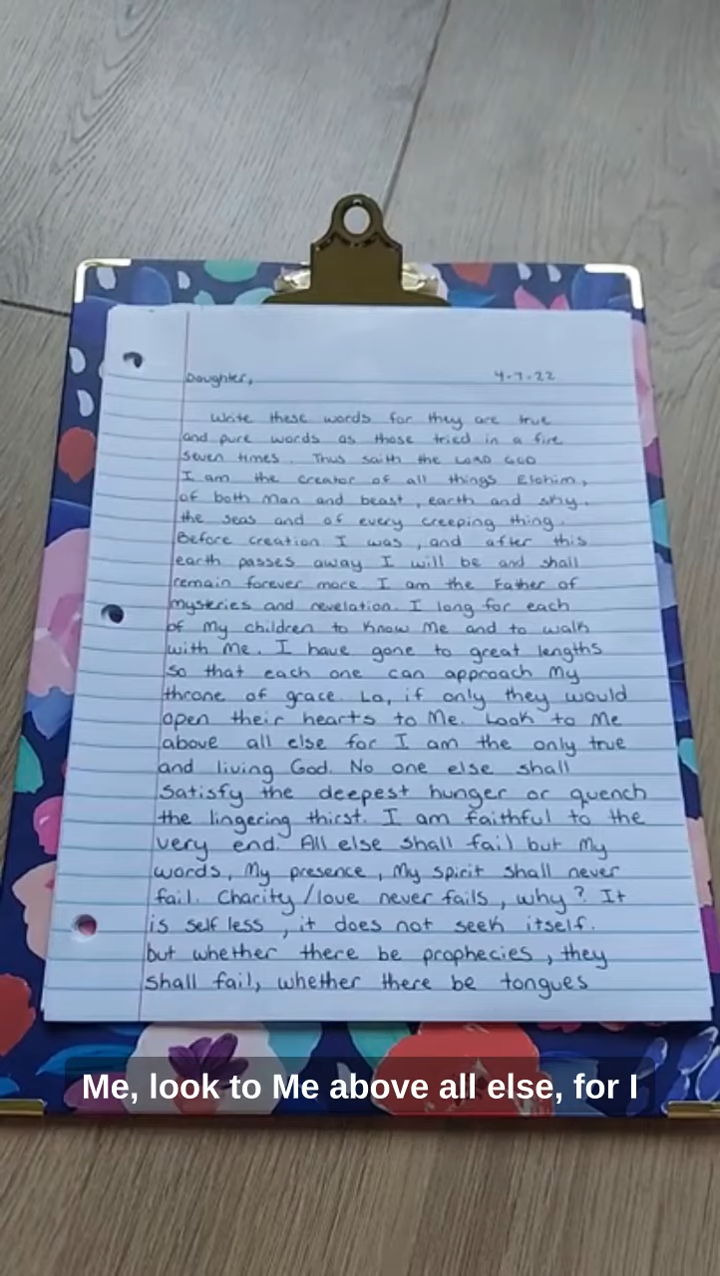 Daughter, 4-7-22
Write these words for they are true
and pure words as those tried in a fire
seven times. Thus saith the LORD GOD
I am the creator of all things Elohim,
of both man and beast, earth and sky.
the seas and of every creeping thing.
Before creation I was, and after this
earth passes away I will be and shall
remain forever more. I am the Father of
mysteries and revelation. I long for each
of My children to know Me and to walk
with Me. I have gone to great lengths
so that each one can approach My
throne of grace. Lo, if only they would
open their hearts to Me. Look to Me
above all else for I am the only true
and living God. No one else shall
satisfy the deepest hunger or quench
the lingering thirst. I am faithful to the
very end. All else shall fail but My
words, My presence, My spirit shall never
fail. Charity/love never fails, why? It
is self less, it does not seek itself.
but whether there be prophecies, they
shall fail, whether there be tongues
Me, look to Me above all else, for I